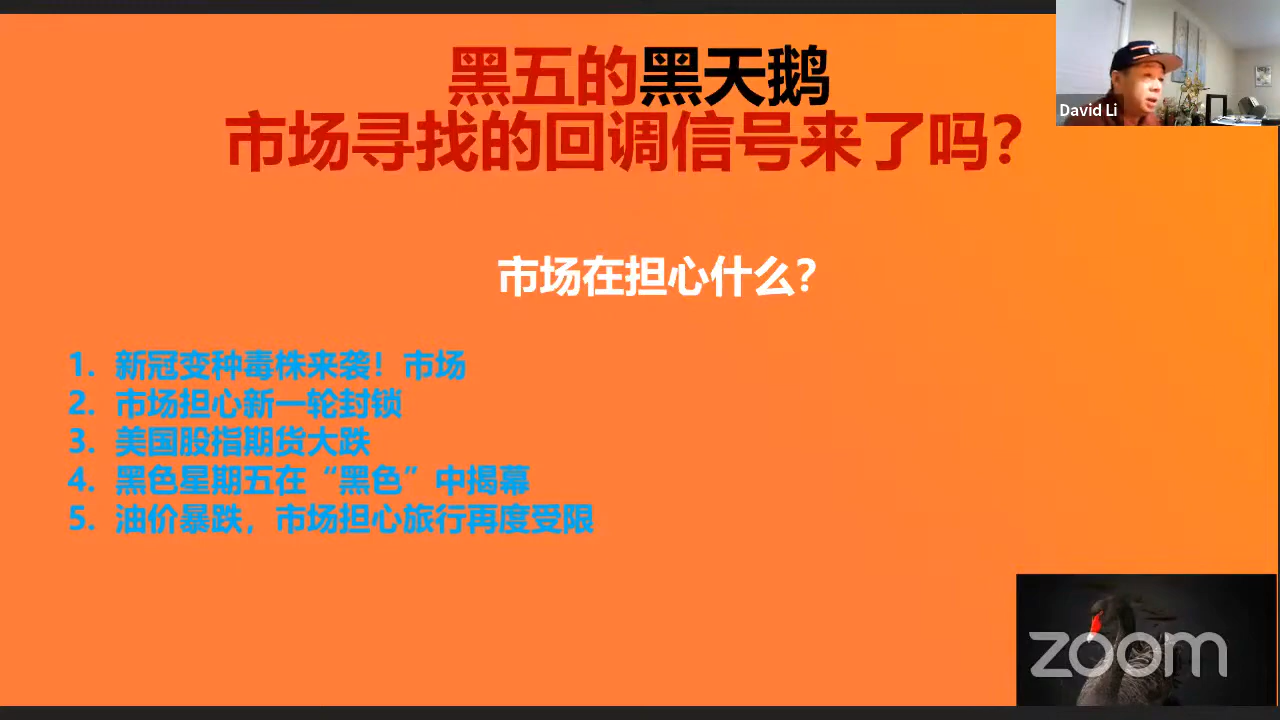 黑五的黑天鹅
市场寻找的回调信号来了吗?
David Li
市场在担心什么?
1. 新冠变种毒株来袭! 市场
2. 市场担心新一轮封锁
3. 美国股指期货大跌
4. 黑色星期五在“黑色”中揭幕
5. 油价暴跌, 市场担心旅行再度受限
zoom